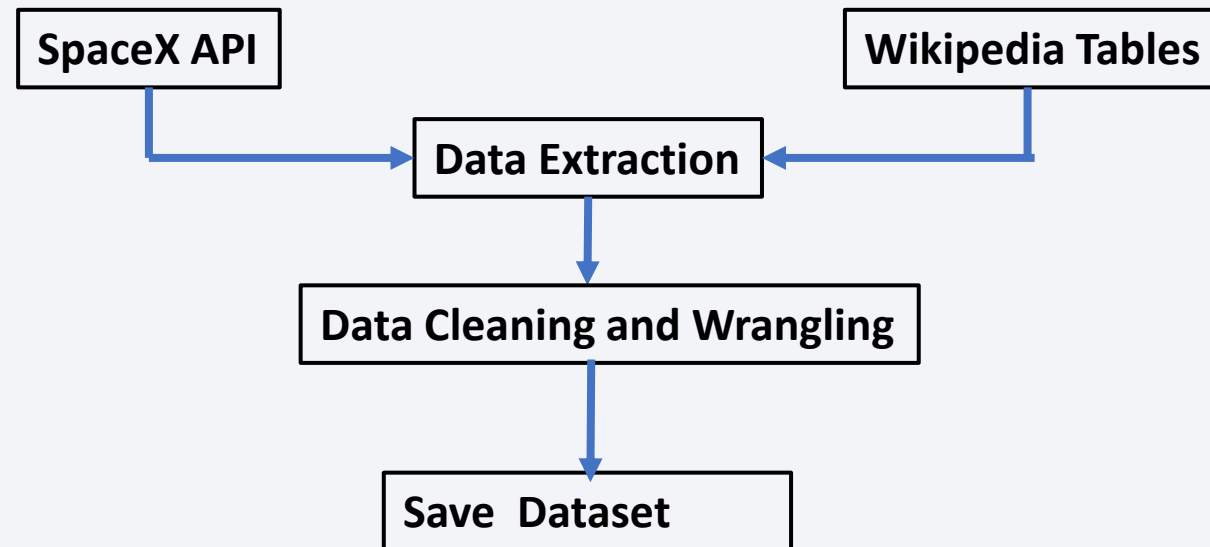 SpaceX API
Wikipedia Tables
Data Extraction
Data Cleaning and Wrangling
Save  Dataset